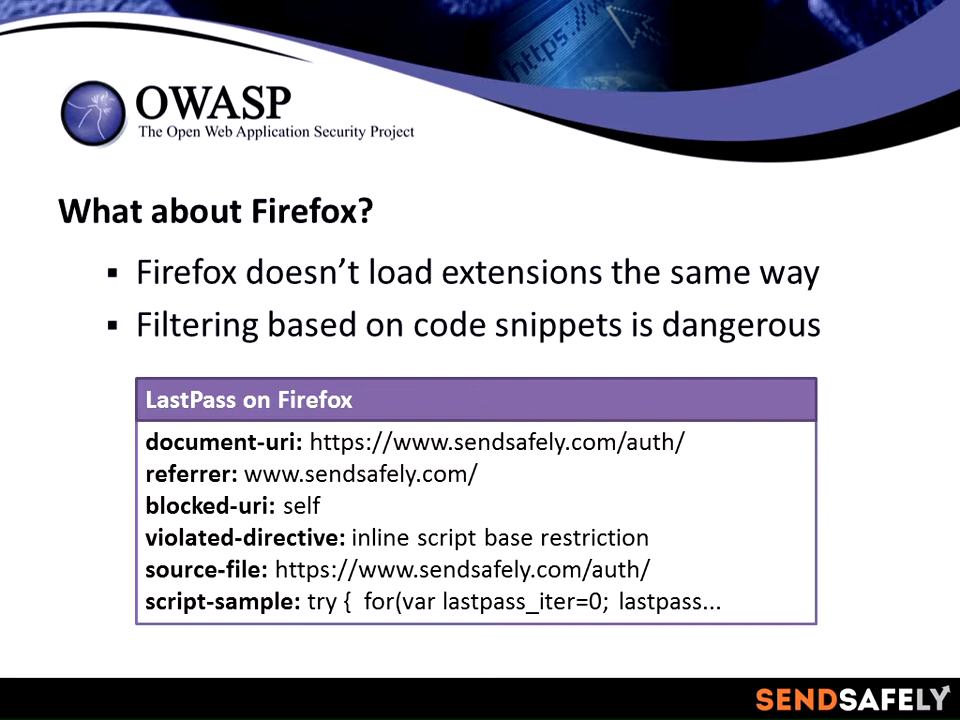 https://www
OWASP
The Open Web Application Security Project
What about Firefox?
▪ Firefox doesn’t load extensions the same way
▪ Filtering based on code snippets is dangerous
LastPass on Firefox
document-uri: https://www.sendsafely.com/auth/
referrer: www.sendsafely.com/
blocked-uri: self
violated-directive: inline script base restriction
source-file: https://www.sendsafely.com/auth/
script-sample: try {  for(var lastpass_iter=0; lastpass...
SENDSAFELY